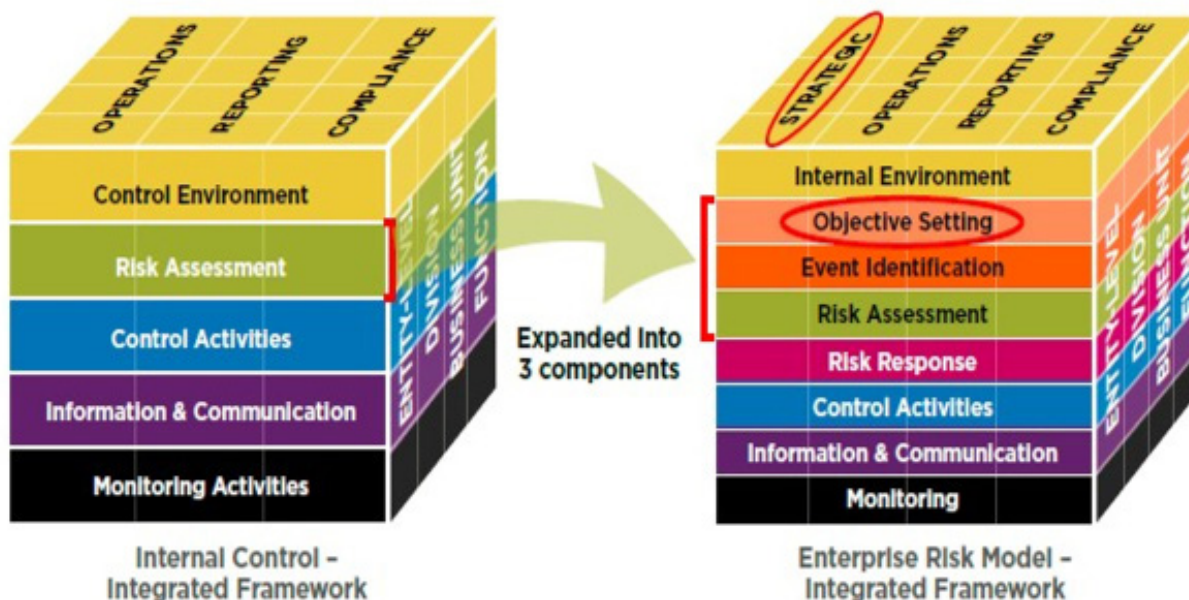 OPERATIONS
REPORTING
COMPLIANCE
Control Environment
Risk Assessment
Control Activities
Information & Communication
Monitoring Activities
ENTITY-LEVEL
DIVISION
BUSINESS UNIT
FUNCTION
Internal Control –
Integrated Framework
Expanded Into
3 components
STRATEGIC
OPERATIONS
REPORTING
COMPLIANCE
Internal Environment
Objective Setting
Event Identification
Risk Assessment
Risk Response
Control Activities
Information & Communication
Monitoring
ENTITY LEVEL
DIVISION
BUSINESS UNIT
FUNCTION
Enterprise Risk Model –
Integrated Framework